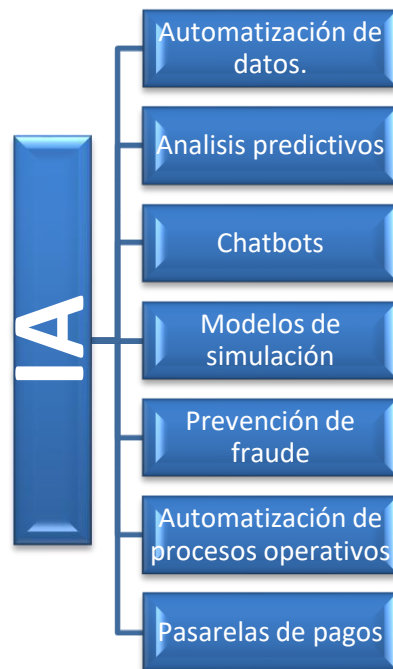 IA
Automatización de
datos.
Analisis predictivos
Chatbots
Modelos de
simulación
Prevención de
fraude
Automatización de
procesos operativos
Pasarelas de pagos